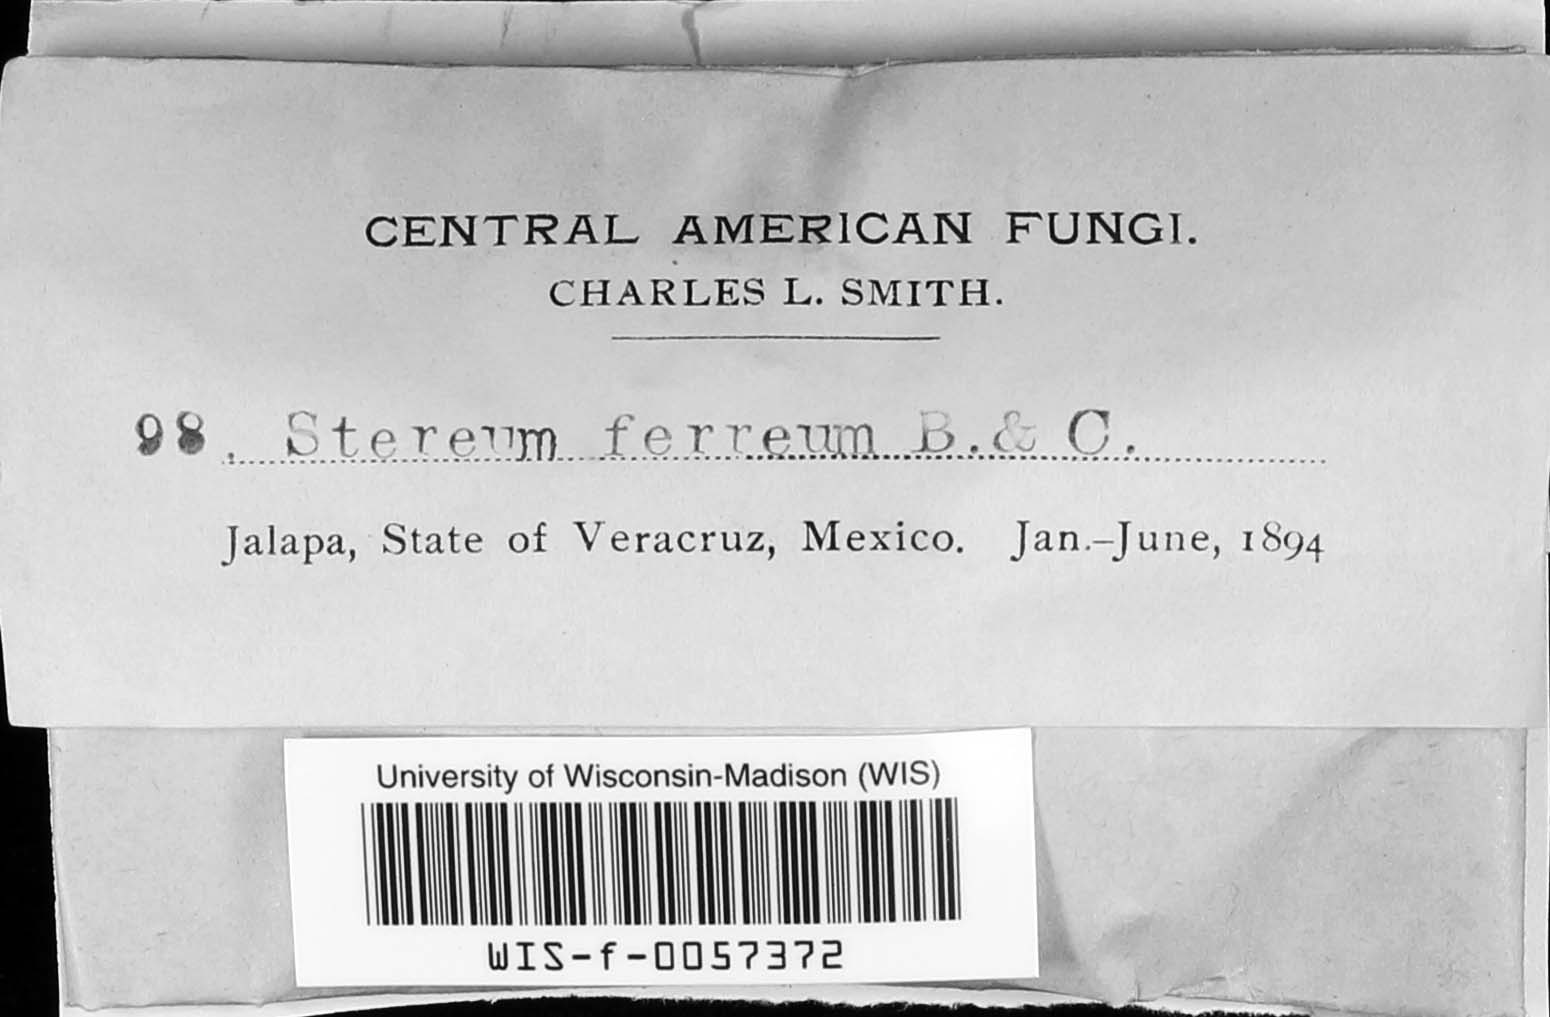 CENTRAL AMERICAN FUNGI.
CHARLES L. SMITH.
98. Stereum ferreum B.& C.
Jalapa, State of Veracruz, Mexico. Jan.-June, 1894
University of Wisconsin-Madison (WIS)
WIS-f-0057372